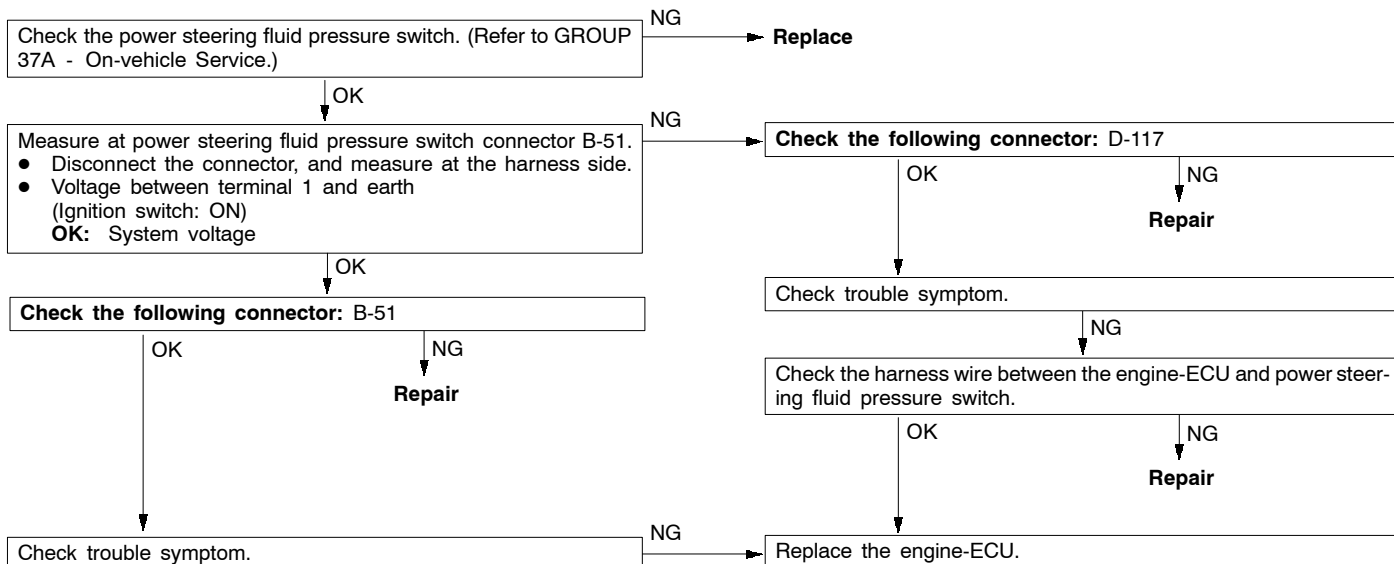 Check the power steering fluid pressure switch. (Refer to GROUP
37A - On-vehicle Service.)
NG
Replace
OK
Measure at power steering fluid pressure switch connector B-51.
● Disconnect the connector, and measure at the harness side.
● Voltage between terminal 1 and earth
(Ignition switch: ON)
OK: System voltage
NG
Check the following connector: D-117
OK
NG
Repair
OK
Check the following connector: B-51
OK
NG
Repair
Check trouble symptom.
NG
Check the harness wire between the engine-ECU and power steer-
ing fluid pressure switch.
OK
NG
Repair
Check trouble symptom.
NG
Replace the engine-ECU.